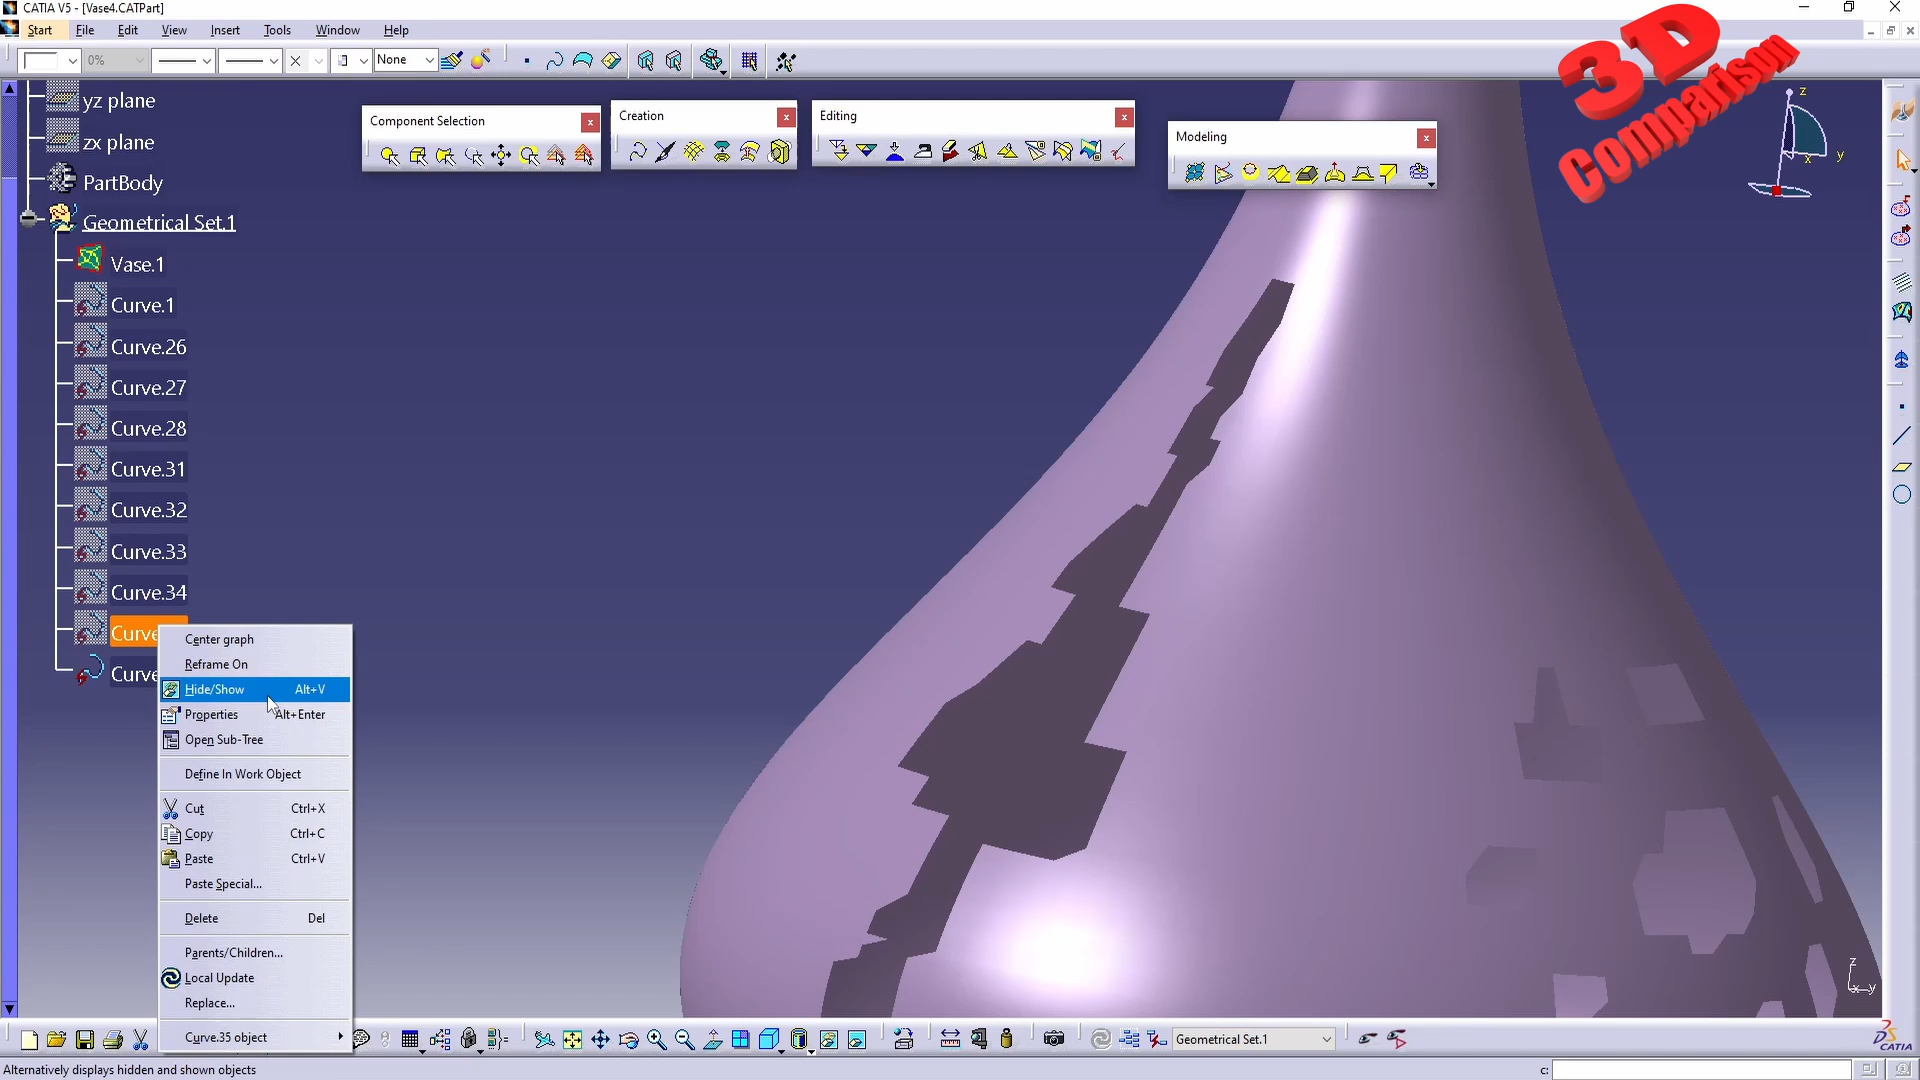 CATIA V5 - [Vase4.CATPart]
Start File Edit View Insert Tools Window Help
0% None
3D
Comparison
yz plane
zx plane
PartBody
Geometrical Set.1
Vase.1
Curve.1
Curve.26
Curve.27
Curve.28
Curve.31
Curve.32
Curve.33
Curve.34
Curve
Curve
Component Selection
Creation
Editing
Modeling
z
x
y
Center graph
Reframe On
Hide/Show Alt+V
Properties Alt+Enter
Open Sub-Tree
Define In Work Object
Cut Ctrl+X
Copy Ctrl+C
Paste Ctrl+V
Paste Special...
Delete Del
Parents/Children...
Local Update
Replace...
Curve.35 object
z
x y
Geometrical Set.1
CATIA
Alternatively displays hidden and shown objects
c: